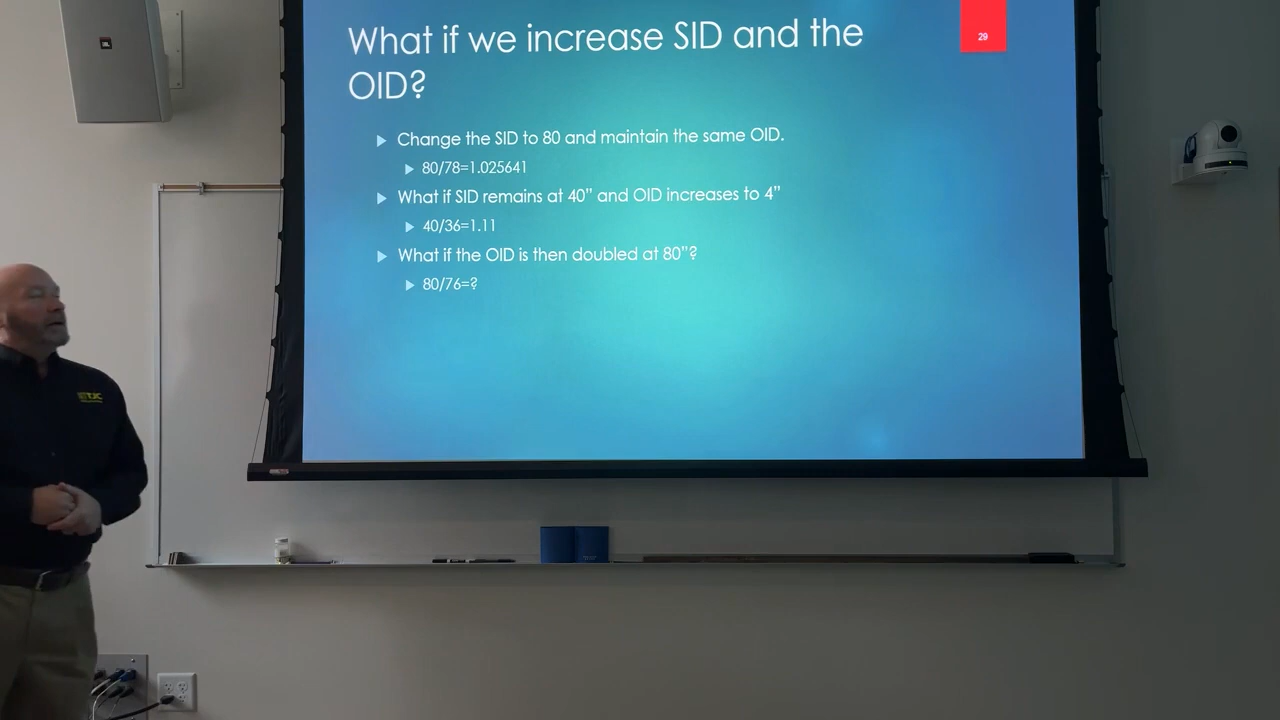 JBL
What if we increase SID and the
OID?
29
Change the SID to 80 and maintain the same OID.
80/78=1.025641
What if SID remains at 40” and OID increases to 4”
40/36=1.11
What if the OID is then doubled at 80”?
80/76=?
TJC